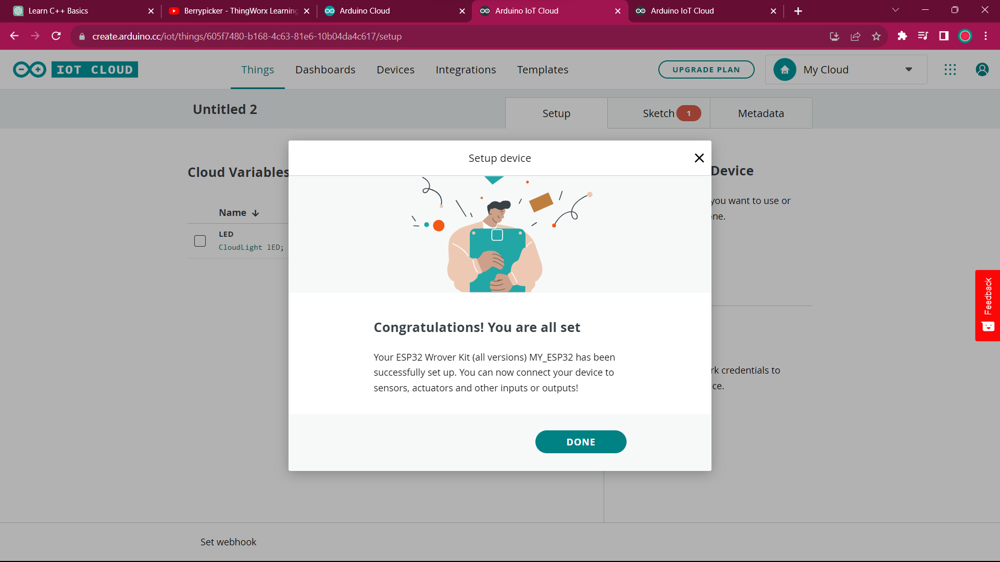 Learn C++ Basics
Berrypicker - ThingWorx Learning
Arduino Cloud
Arduino IoT Cloud
Arduino IoT Cloud
create.arduino.cc/iot/things/605f7480-b168-4c63-81e6-10b04da4c617/setup
IOT CLOUD
Things
Dashboards
Devices
Integrations
Templates
UPGRADE PLAN
My Cloud
Untitled 2
Setup
Sketch 1
Metadata
Setup device
Cloud Variables
Device
you want to use or
ne.
Name
LED
CloudLight lED;
Feedback
Congratulations! You are all set
Your ESP32 Wrover Kit (all versions) MY_ESP32 has been
successfully set up. You can now connect your device to
sensors, actuators and other inputs or outputs!
rk credentials to
ce.
DONE
Set webhook